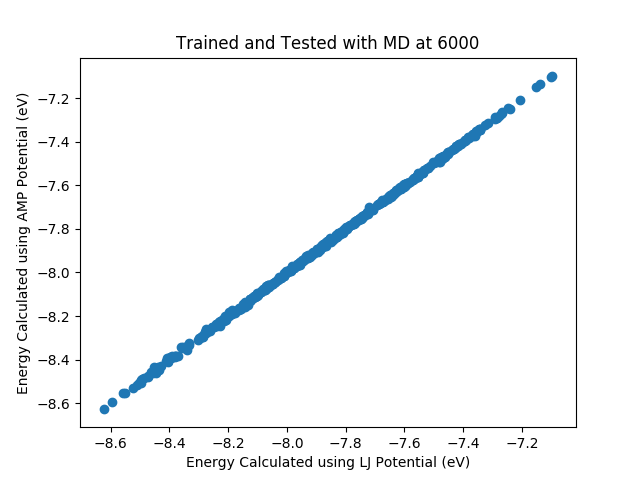 Trained and Tested with MD at 6000
Energy Calculated using AMP Potential (eV)
−7.2
−7.4
−7.6
−7.8
−8.0
−8.2
−8.4
−8.6
−8.6 −8.4 −8.2 −8.0 −7.8 −7.6 −7.4 −7.2
Energy Calculated using LJ Potential (eV)